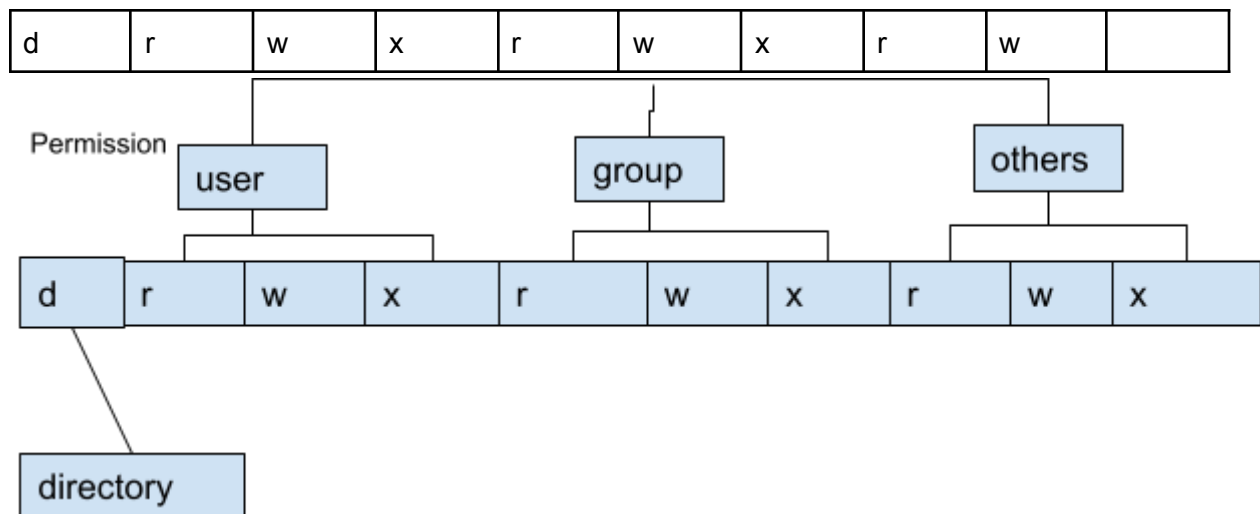 d r w x r w x r w
Permission
user group others
d r w x r w x r w x
directory